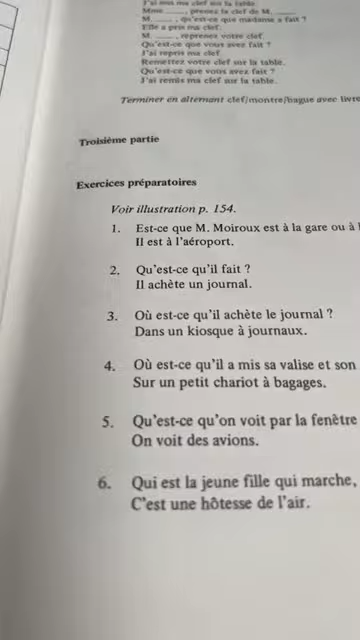 J'ai mis ma clef sur la table.
Mme ____, prenez la clef de M. ____
M. ____, qu'est-ce que madame a fait ?
Elle a pris ma clef.
M. ____, reprenez votre clef.
Qu'est-ce que vous avez fait ?
J'ai repris ma clef.
Remettez votre clef sur la table.
Qu'est-ce que vous avez fait ?
J'ai remis ma clef sur la table.
Terminer en alternant clef/montre/bague avec livre
Troisième partie
Exercices préparatoires
Voir illustration p. 154.
1. Est-ce que M. Moiroux est à la gare ou à
Il est à l'aéroport.
2. Qu'est-ce qu'il fait ?
Il achète un journal.
3. Où est-ce qu'il achète le journal ?
Dans un kiosque à journaux.
4. Où est-ce qu'il a mis sa valise et son
Sur un petit chariot à bagages.
5. Qu'est-ce qu'on voit par la fenêtre
On voit des avions.
6. Qui est la jeune fille qui marche,
C'est une hôtesse de l'air.